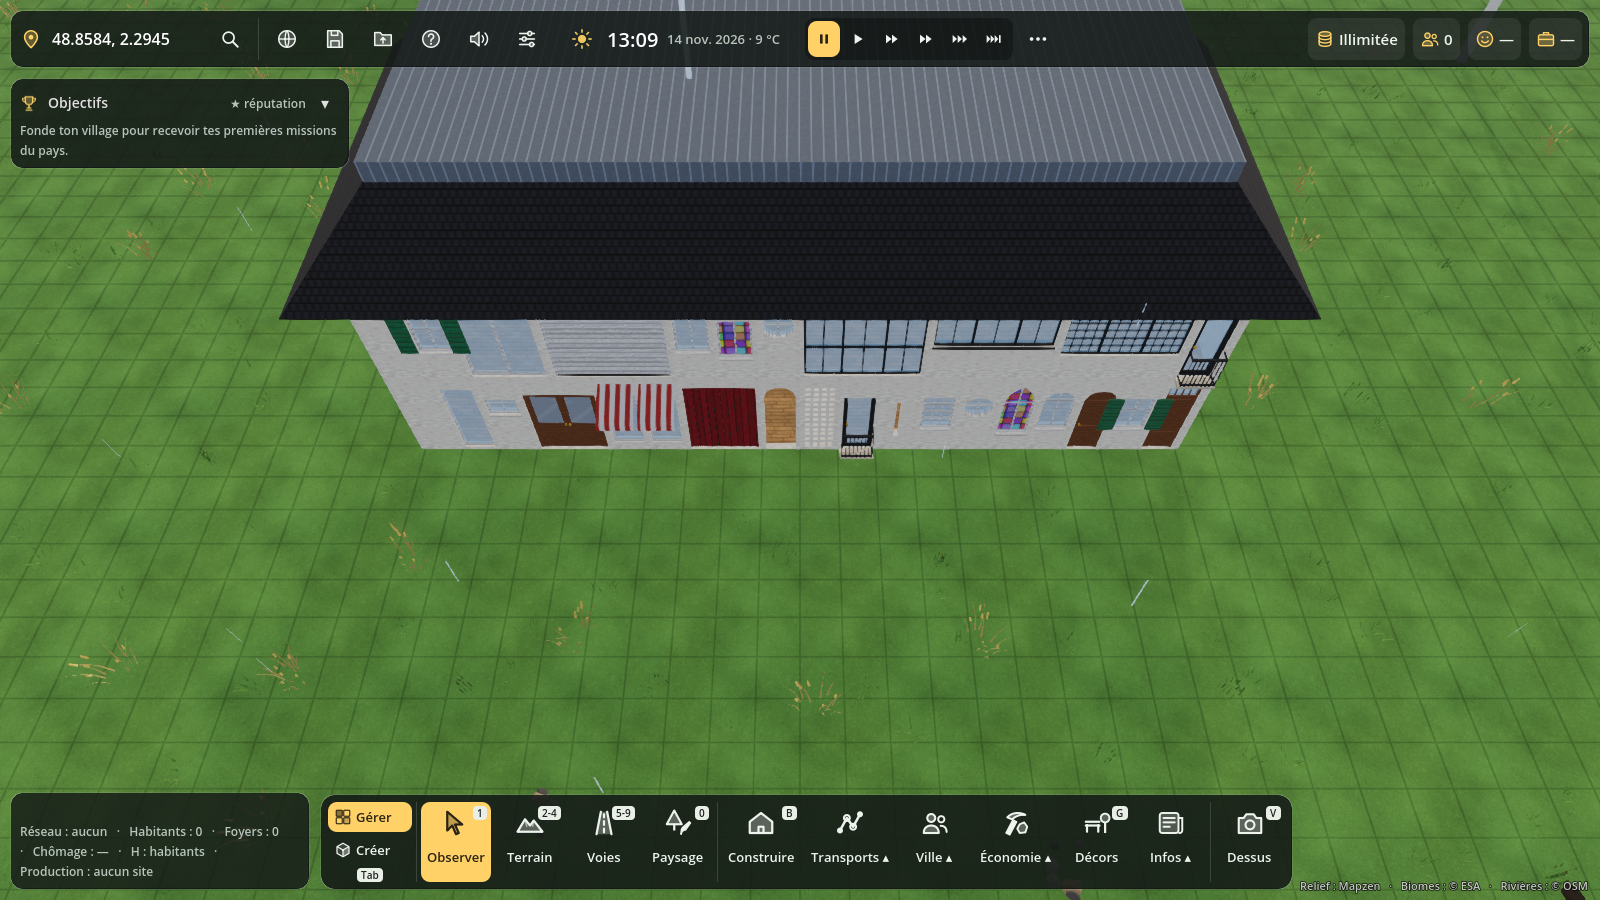 48.8584, 2.2945
13:09 14 nov. 2026 · 9 °C
Illimitée
0
—
—
Objectifs
★ réputation ▼
Fonde ton village pour recevoir tes premières missions
du pays.
Réseau : aucun · Habitants : 0 · Foyers : 0
· Chômage : — · H : habitants ·
Production : aucun site
Gérer
Créer
Tab
1
Observer
2-4
Terrain
5-9
Voies
0
Paysage
B
Construire
Transports ▴
Ville ▴
Économie ▴
G
Décors
Infos ▴
V
Dessus
Relief : Mapzen · Biomes : © ESA · Rivières : © OSM